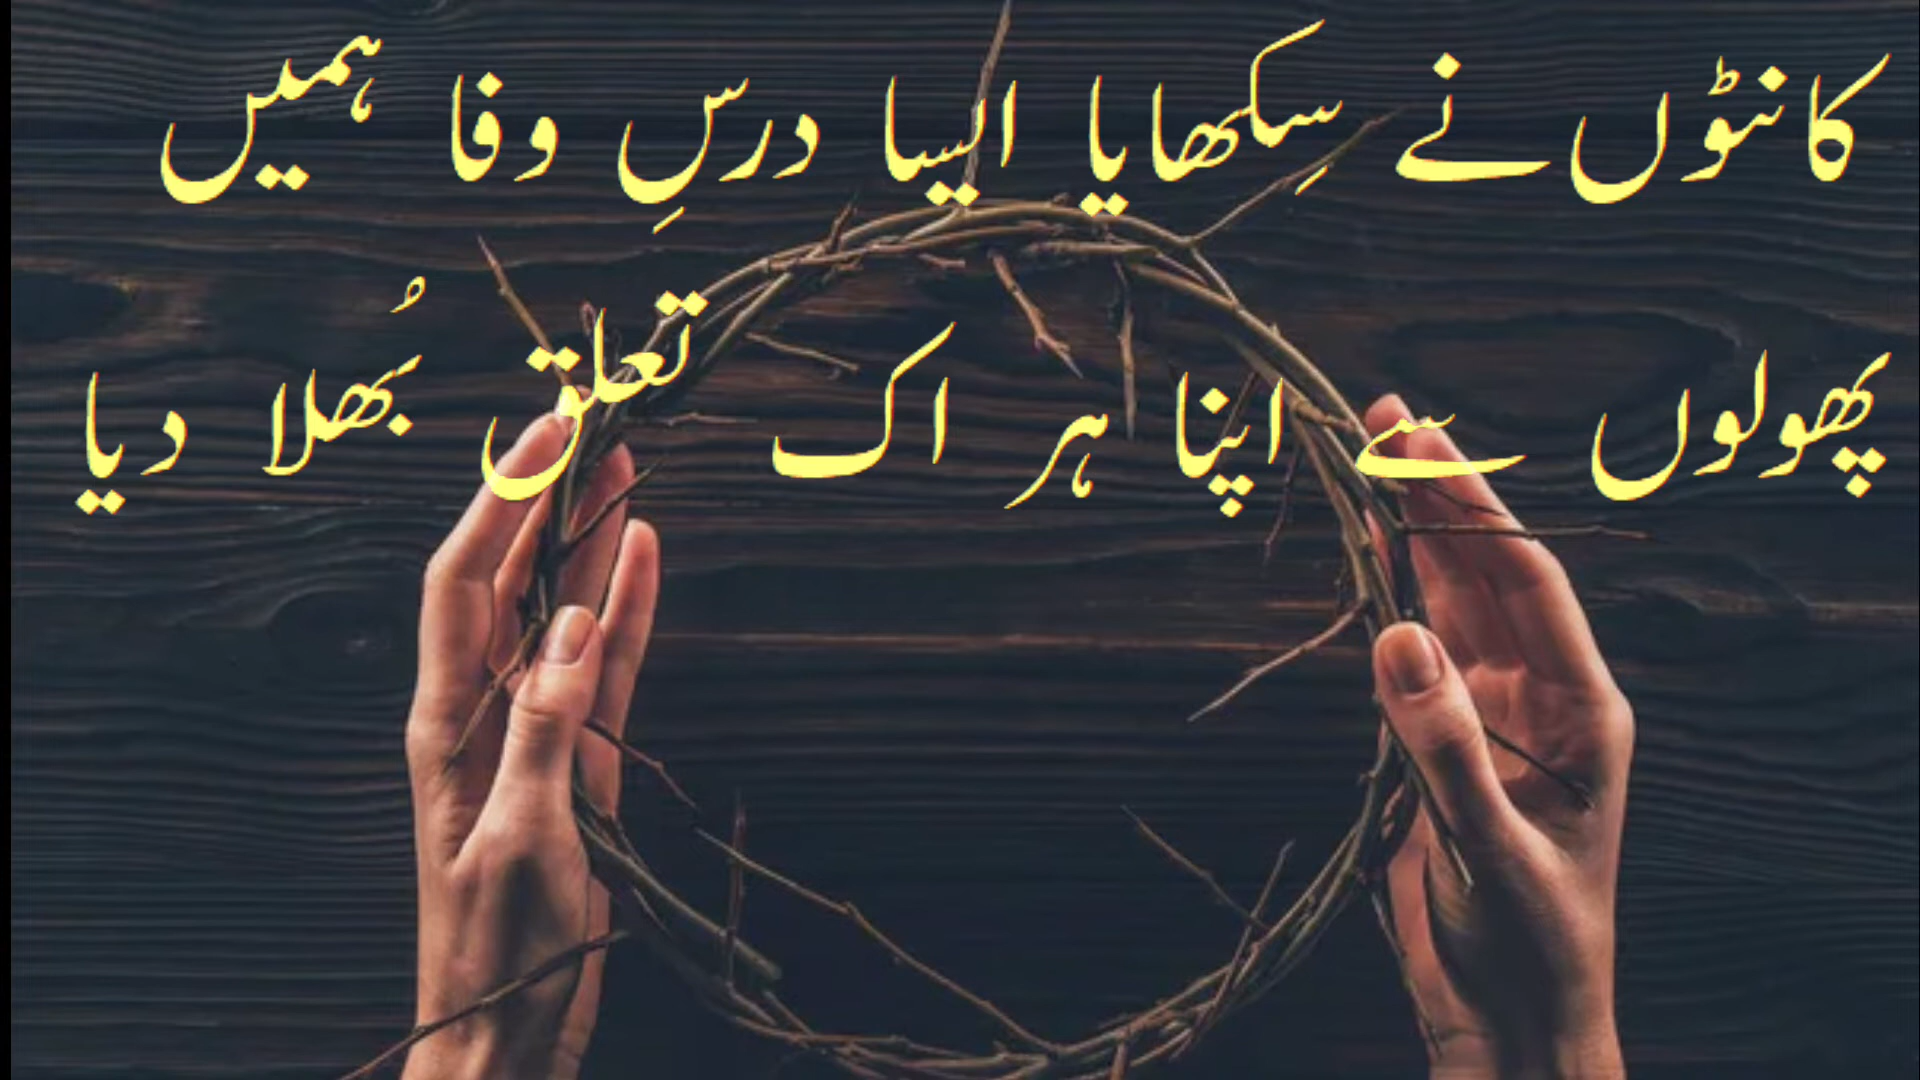 کانٹوں نے سِکھایا ایسا درسِ وفا ہمیں
پھولوں سے اپنا ہر اک تعلق بُھلا دیا